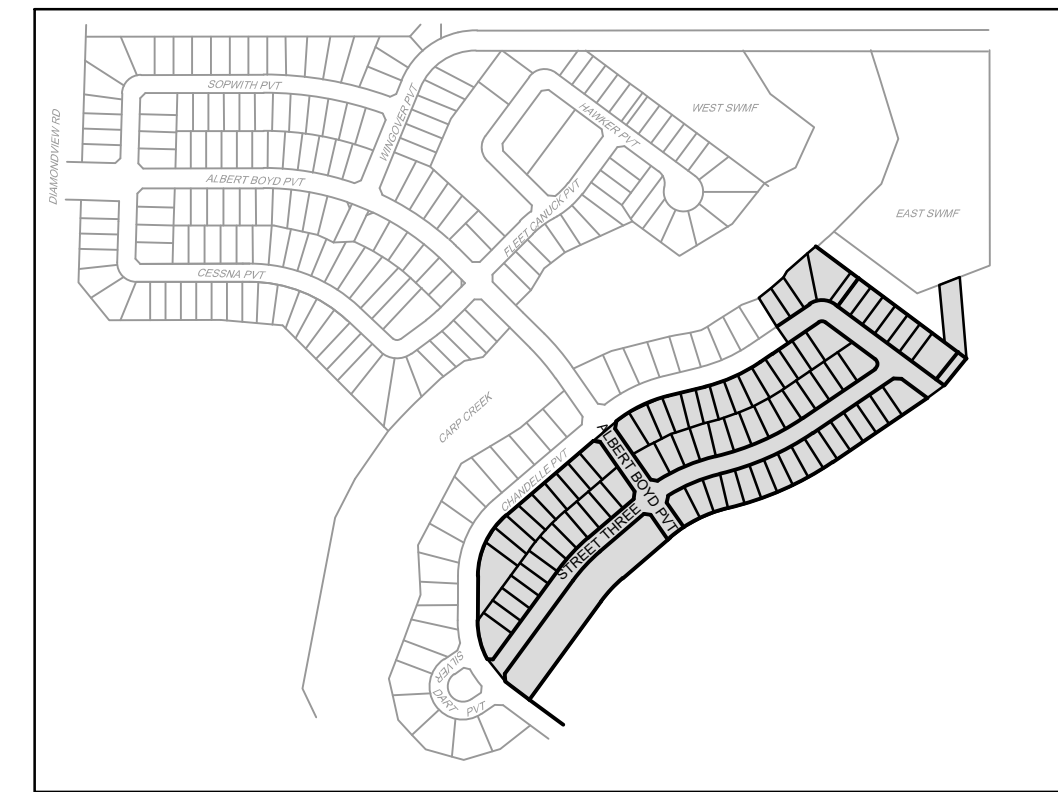 SOPWITH PVT
WINGOVER PVT
HAWKER PVT
WEST SWMF
DIAMONDVIEW RD
ALBERT BOYD PVT
FLEET CANUCK PVT
EAST SWMF
CESSNA PVT
CARP CREEK
CHANDELLE PVT
ALBERT BOYD PVT
STREET THREE
SILVER
DART
PVT